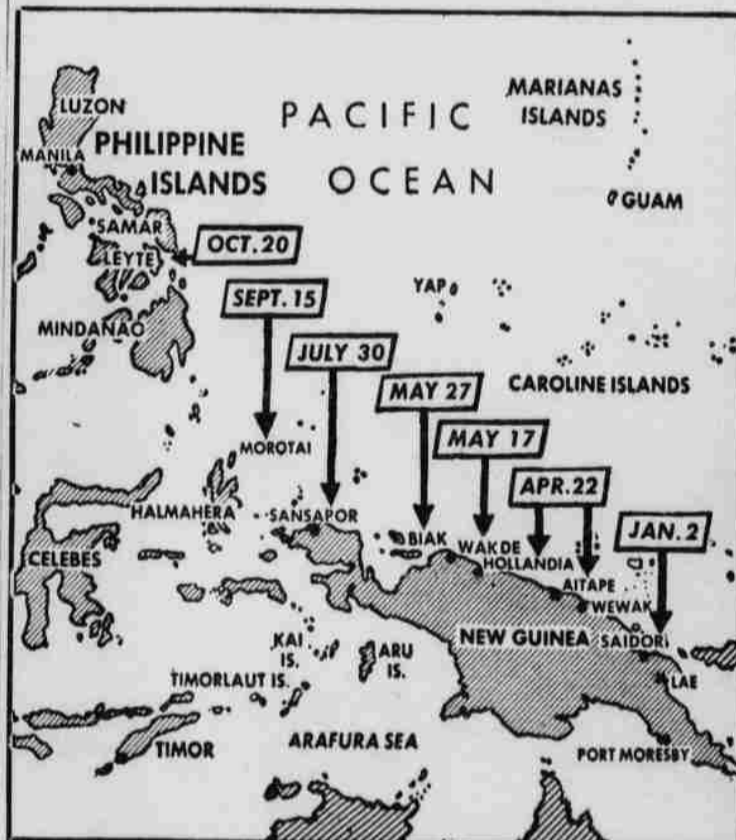 LUZON
MANILA
PHILIPPINE
ISLANDS
PACIFIC
OCEAN
MARIANAS
ISLANDS
GUAM
SAMAR
LEYTE
OCT. 20
MINDANAO
SEPT. 15
YAP
JULY 30
CAROLINE ISLANDS
MAY 27
MAY 17
APR. 22
JAN. 2
MOROTAI
HALMAHERA
SANSAPOR
CELEBES
BIAK
WAKDE
HOLLANDIA
AITAPE
WEWAK
NEW GUINEA
SAIDORI
LAE
KAI
IS.
ARU
IS.
TIMORLAUT IS.
TIMOR
ARAFURA SEA
PORT MORESBY